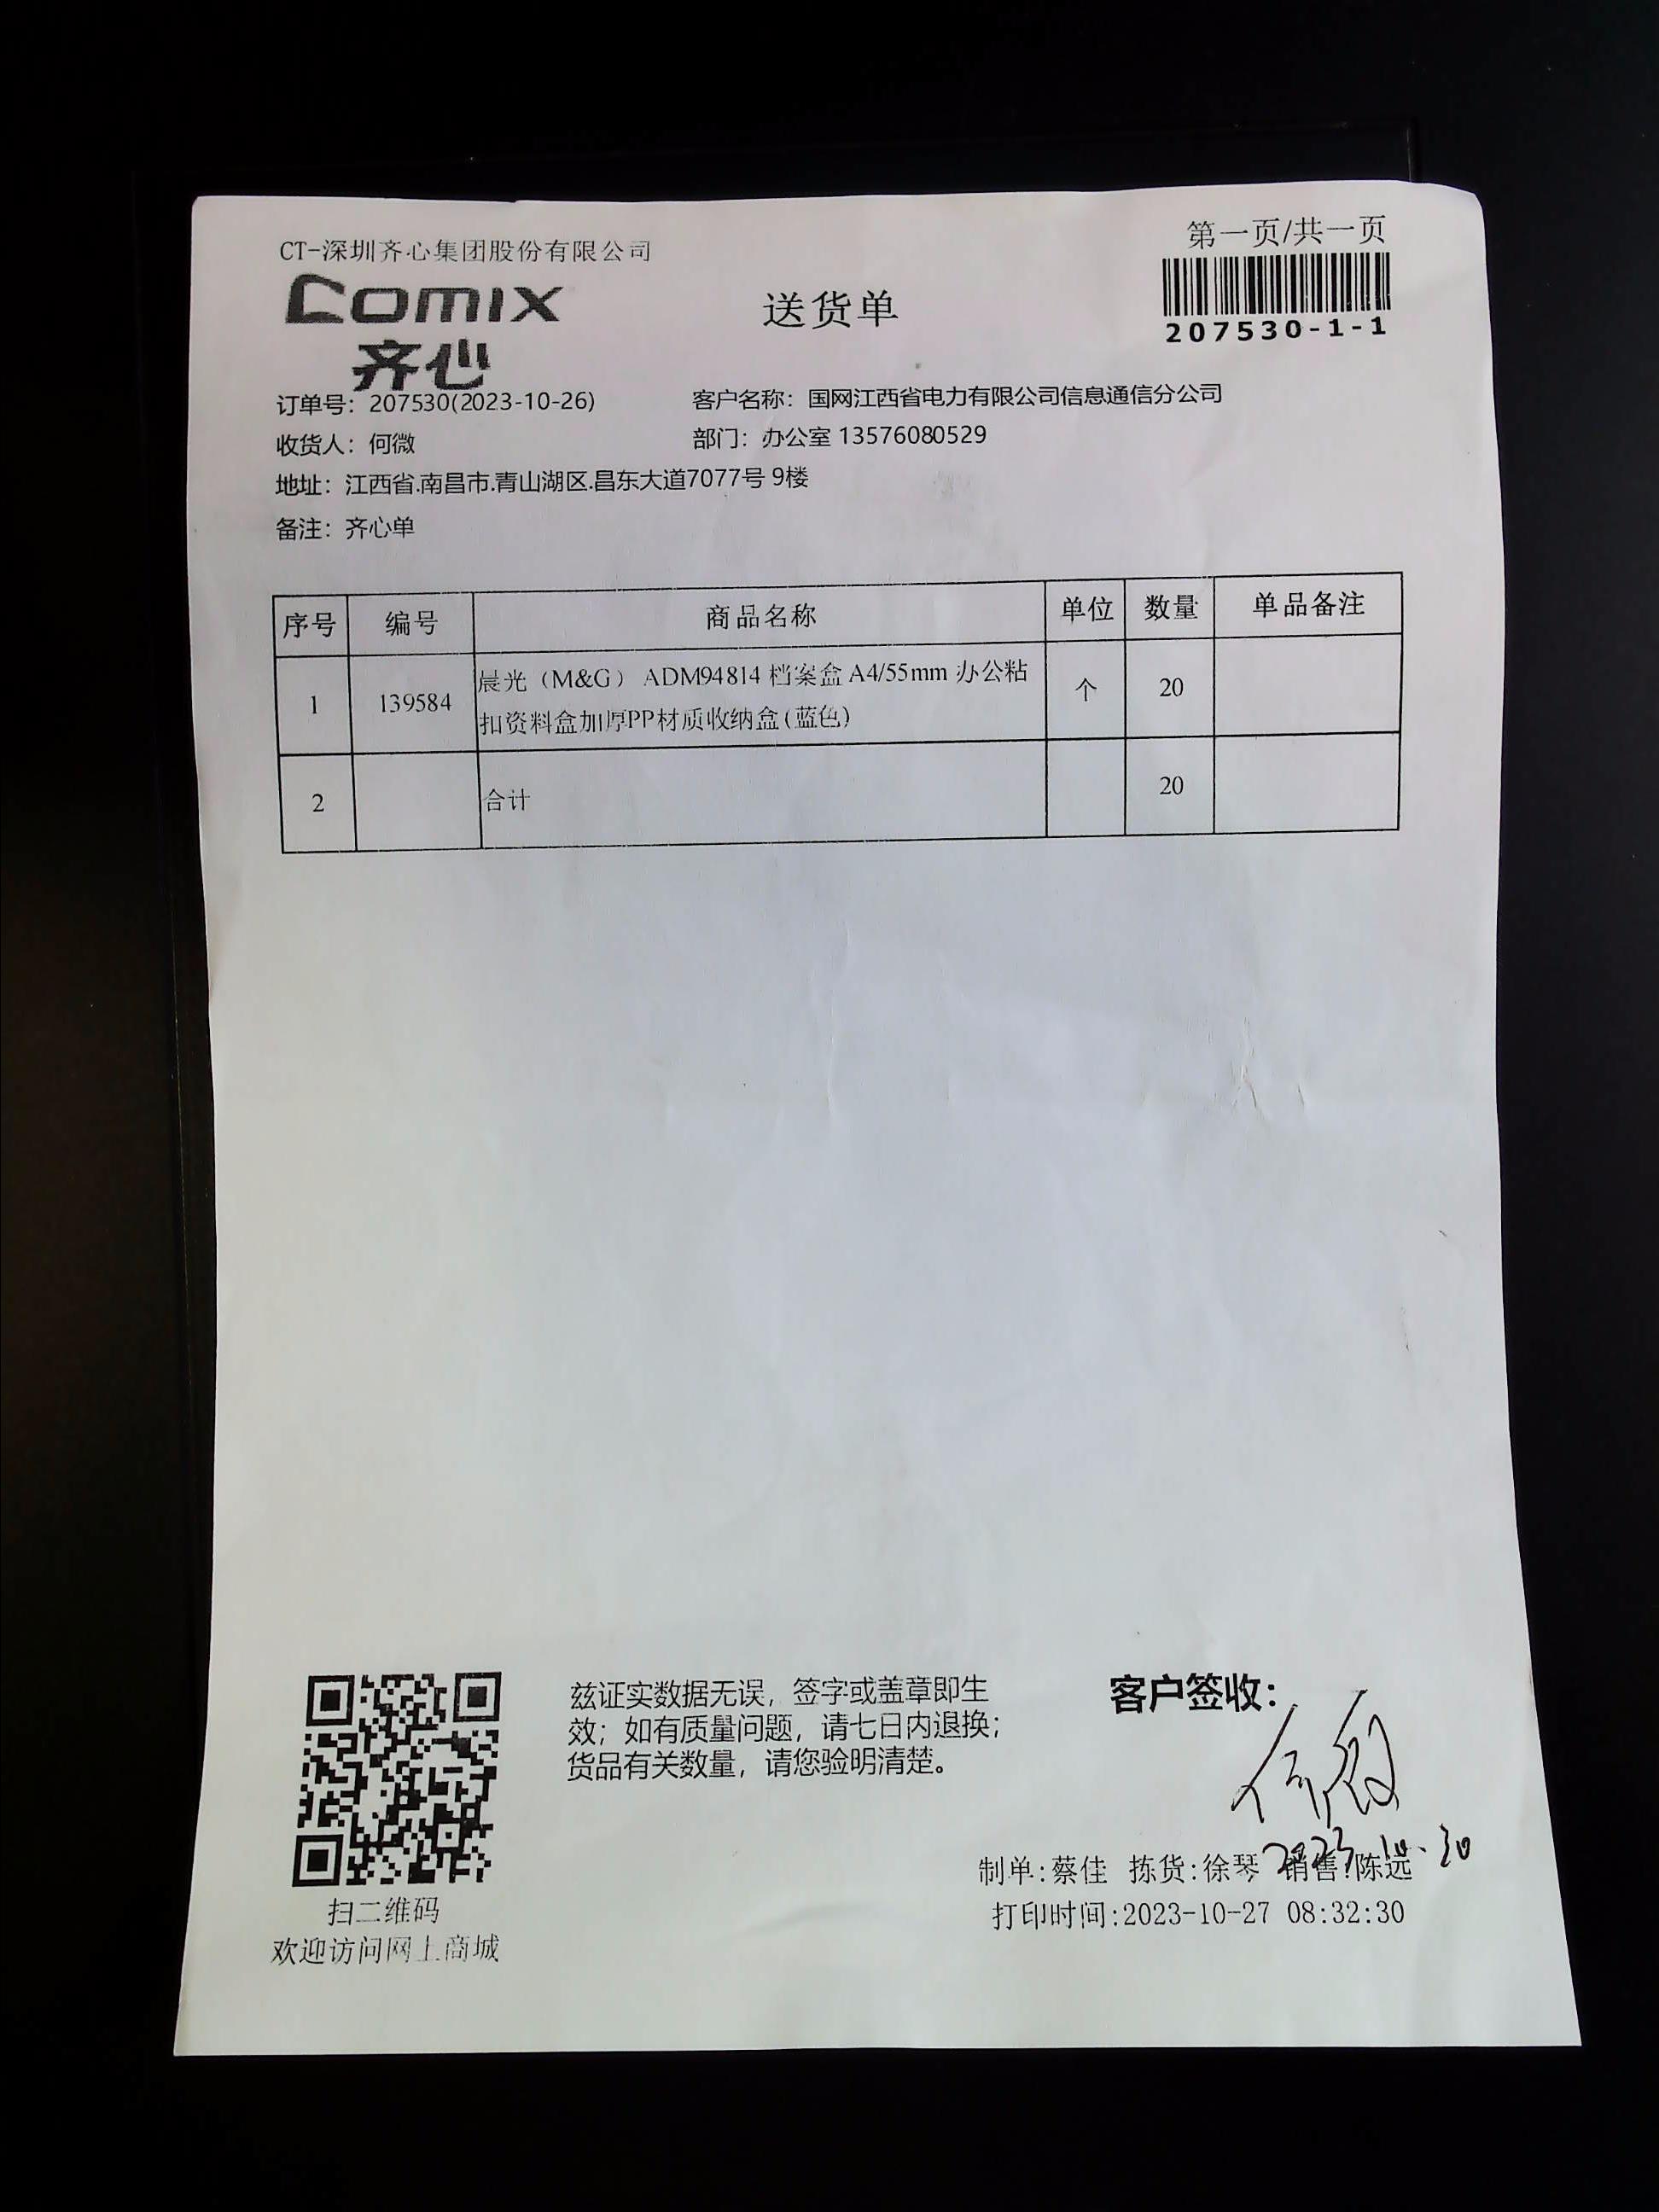 第一页/共一页
CT-深圳齐心集团股份有限公司
comix
齐心
送货单
207530-1-1
订单号：207530(2023-10-26)
客户名称：国网江西省电力有限公司信息通信分公司
收货人：何微
部门：办公室 13576080529
地址：江西省.南昌市.青山湖区.昌东大道7077号 9楼
备注：齐心单
序号 编号 商品名称 单位 数量 单品备注
1 139584 晨光（M&G） ADM94814 档案盒 A4/55mm 办公粘 个 20
扣资料盒加厚PP材质收纳盒(蓝色)
2 合计 20
兹证实数据无误，签字或盖章即生
效；如有质量问题，请七日内退换；
货品有关数量，请您验明清楚。
客户签收：
何微
2023.10.30
制单:蔡佳 拣货:徐琴 销售:陈远
打印时间:2023-10-27 08:32:30
扫二维码
欢迎访问网上商城